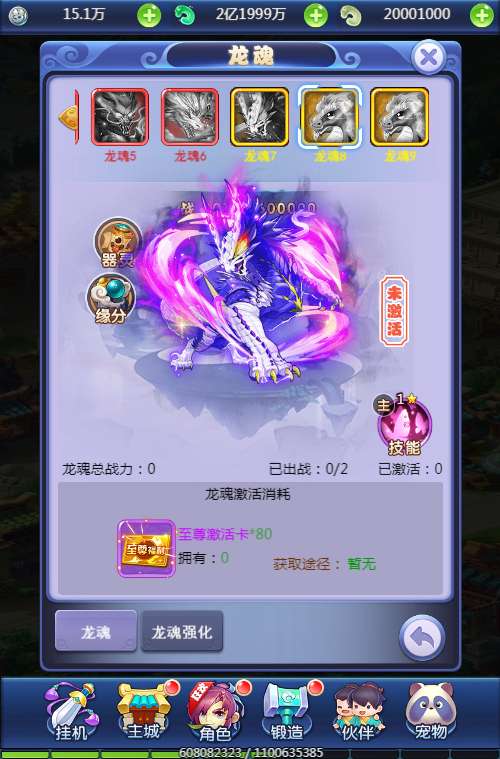 15.1万
2亿1999万
20001000
龙魂
龙魂5
龙魂6
龙魂7
龙魂8
龙魂9
器灵
缘分
未激活
主
1
技能
龙魂总战力：0
已出战：0/2
已激活：0
龙魂激活消耗
至尊激活卡*80
拥有：0
获取途径：暂无
龙魂
龙魂强化
挂机
主城
角色
锻造
伙伴
宠物
608082323 / 1100635385